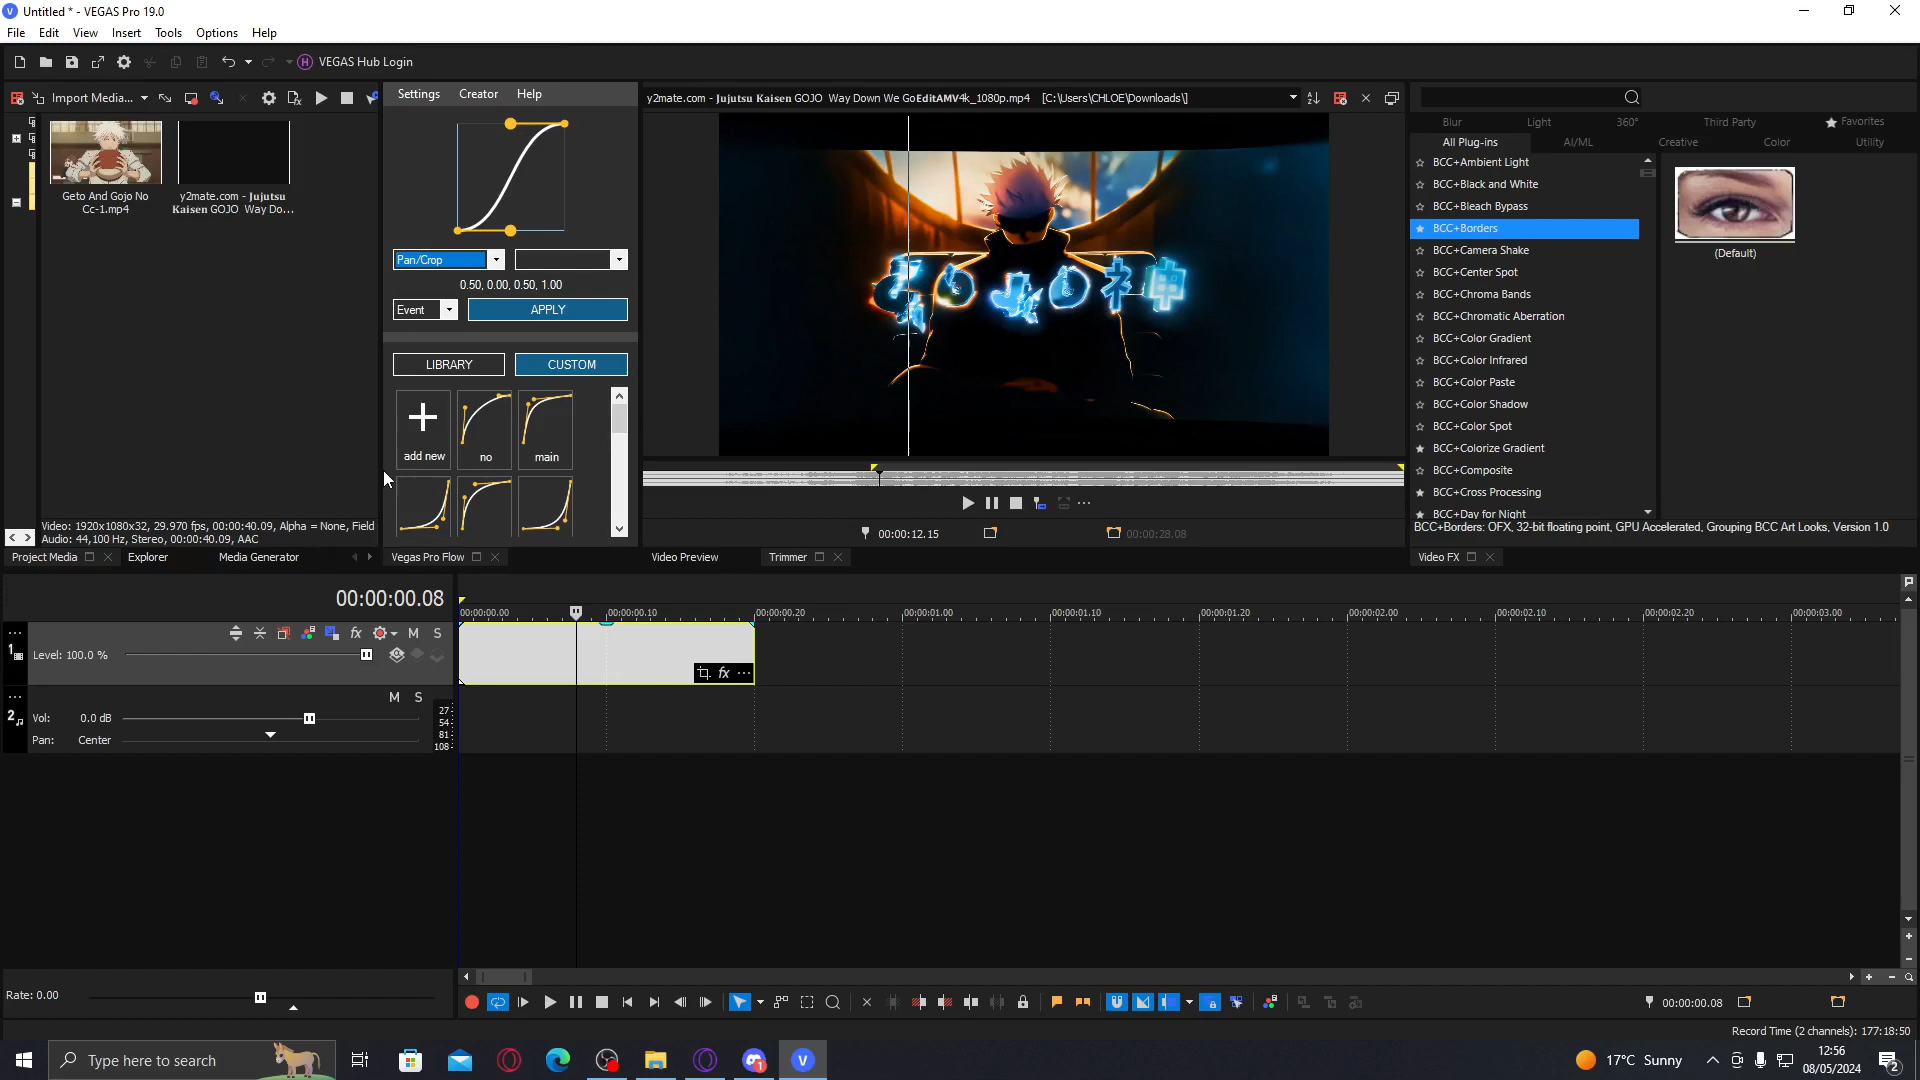 Untitled * - VEGAS Pro 19.0
File Edit View Insert Tools Options Help
VEGAS Hub Login
Import Media...
Settings Creator Help
y2mate.com - Jujutsu Kaisen GOJO Way Down We GoEditAMV4k_1080p.mp4 [C:\Users\CHLOE\Downloads\]
Blur Light 360° Third Party Favorites
All Plug-ins AI/ML Creative Color Utility
Geto And Gojo No
Cc-1.mp4
y2mate.com - Jujutsu
Kaisen GOJO Way Do...
Pan/Crop
0.50, 0.00, 0.50, 1.00
Event APPLY
LIBRARY CUSTOM
add new no main
神
BCC+Ambient Light
BCC+Black and White
BCC+Bleach Bypass
BCC+Borders
BCC+Camera Shake
BCC+Center Spot
BCC+Chroma Bands
BCC+Chromatic Aberration
BCC+Color Gradient
BCC+Color Infrared
BCC+Color Paste
BCC+Color Shadow
BCC+Color Spot
BCC+Colorize Gradient
BCC+Composite
BCC+Cross Processing
BCC+Day for Night
(Default)
BCC+Borders: OFX, 32-bit floating point, GPU Accelerated, Grouping BCC Art Looks, Version 1.0
Video: 1920x1080x32, 29.970 fps, 00:00:40.09, Alpha = None, Field
Audio: 44,100 Hz, Stereo, 00:00:40.09, AAC
00:00:12.15 00:00:28.08
Project Media Explorer Media Generator Vegas Pro Flow Video Preview Trimmer Video FX
00:00:00.08
00:00:00.00 00:00:00.10 00:00:00.20 00:00:01.00 00:00:01.10 00:00:01.20 00:00:02.00 00:00:02.10 00:00:02.20 00:00:03.00
1 fx M S
Level: 100.0 %
fx ...
2 M S
Vol: 0.0 dB
Pan: Center
27
54
81
108
Rate: 0.00
00:00:00.08
Record Time (2 channels): 177:18:50
Type here to search
1
V
17°C Sunny
12:56
08/05/2024
2